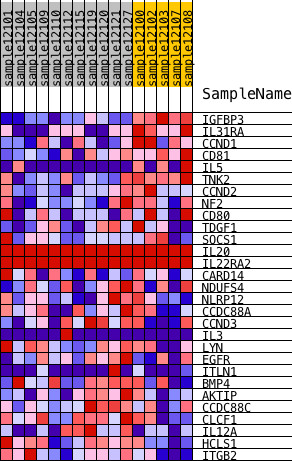 sample12101
sample12104
sample12105
sample12109
sample12110
sample12112
sample12115
sample12119
sample12120
sample12121
sample12122
sample12100
sample12102
sample12103
sample12107
sample12108
SampleName
IGFBP3
IL31RA
CCND1
CD81
IL5
TNK2
CCND2
NF2
CD80
TDGF1
SOCS1
IL20
IL22RA2
CARD14
NDUFS4
NLRP12
CCDC88A
CCND3
IL3
LYN
EGFR
ITLN1
BMP4
AKTIP
CCDC88C
CLCF1
IL12A
HCLS1
ITGB2